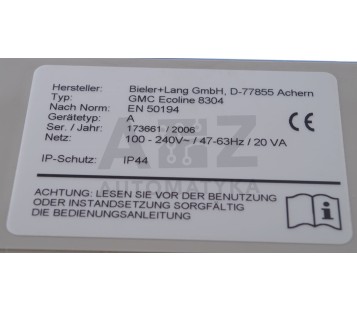 Hersteller: Bieler+Lang GmbH, D-77855 Achern
Typ: GMC Ecoline 8304
Nach Norm: EN 50194
Gerätetyp: A
Ser. / Jahr: 173661 / 2006
Netz: 100 - 240V~ / 47-63Hz / 20 VA
IP-Schutz: IP44
CE
AUTOMATYKA
ACHTUNG: LESEN SIE VOR DER BENUTZUNG
ODER INSTANDSETZUNG SORGFÄLTIG
DIE BEDIENUNGSANLEITUNG
i